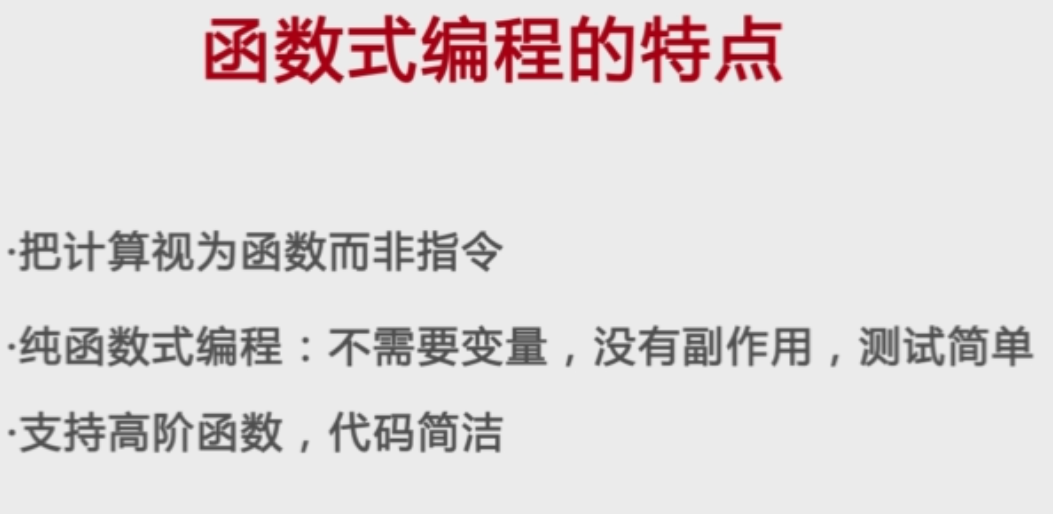 函数式编程的特点
·把计算视为函数而非指令
·纯函数式编程：不需要变量，没有副作用，测试简单
·支持高阶函数，代码简洁